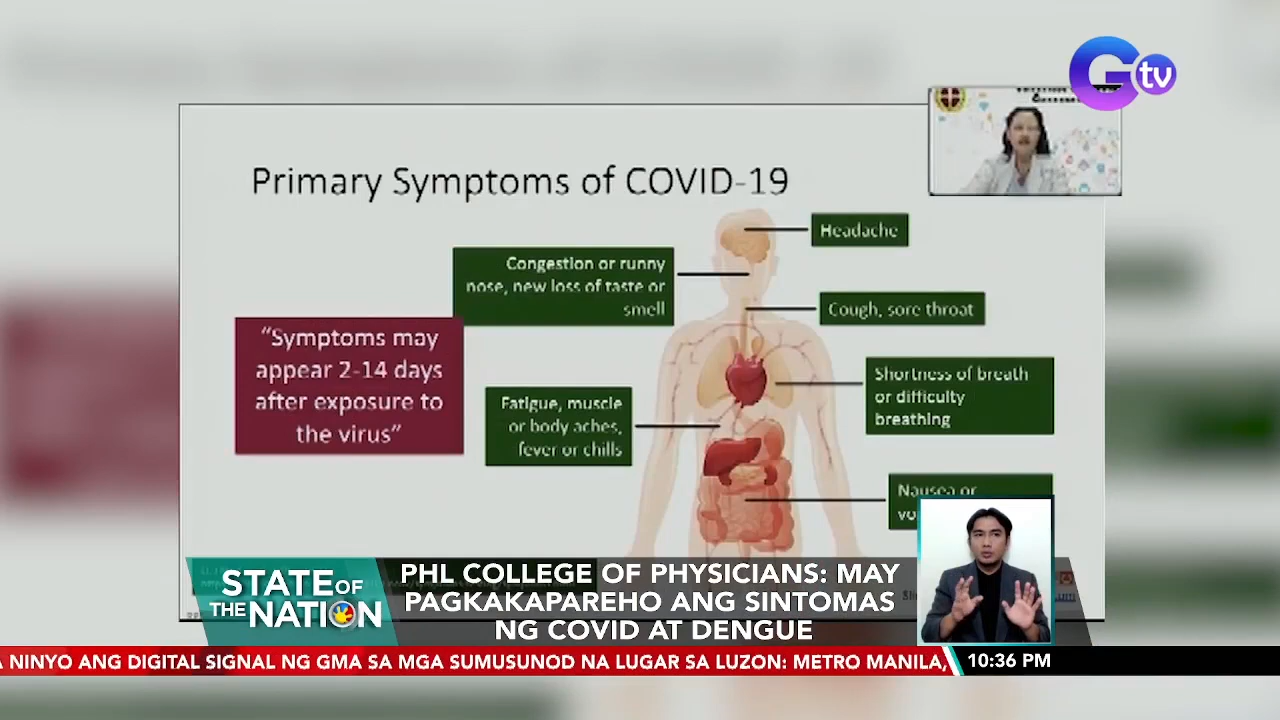 Gtv
Primary Symptoms of COVID-19
Headache
Congestion or runny
nose, new loss of taste or
smell
Cough, sore throat
"Symptoms may
appear 2-14 days
after exposure to
the virus"
Shortness of breath
or difficulty
breathing
Fatigue, muscle
or body aches,
fever or chills
Nausea or
STATE OF
THE NATION
PHL COLLEGE OF PHYSICIANS: MAY
PAGKAKAPAREHO ANG SINTOMAS
NG COVID AT DENGUE
NINYO ANG DIGITAL SIGNAL NG GMA SA MGA SUMUSUNOD NA LUGAR SA LUZON: METRO MANILA,
10:36 PM